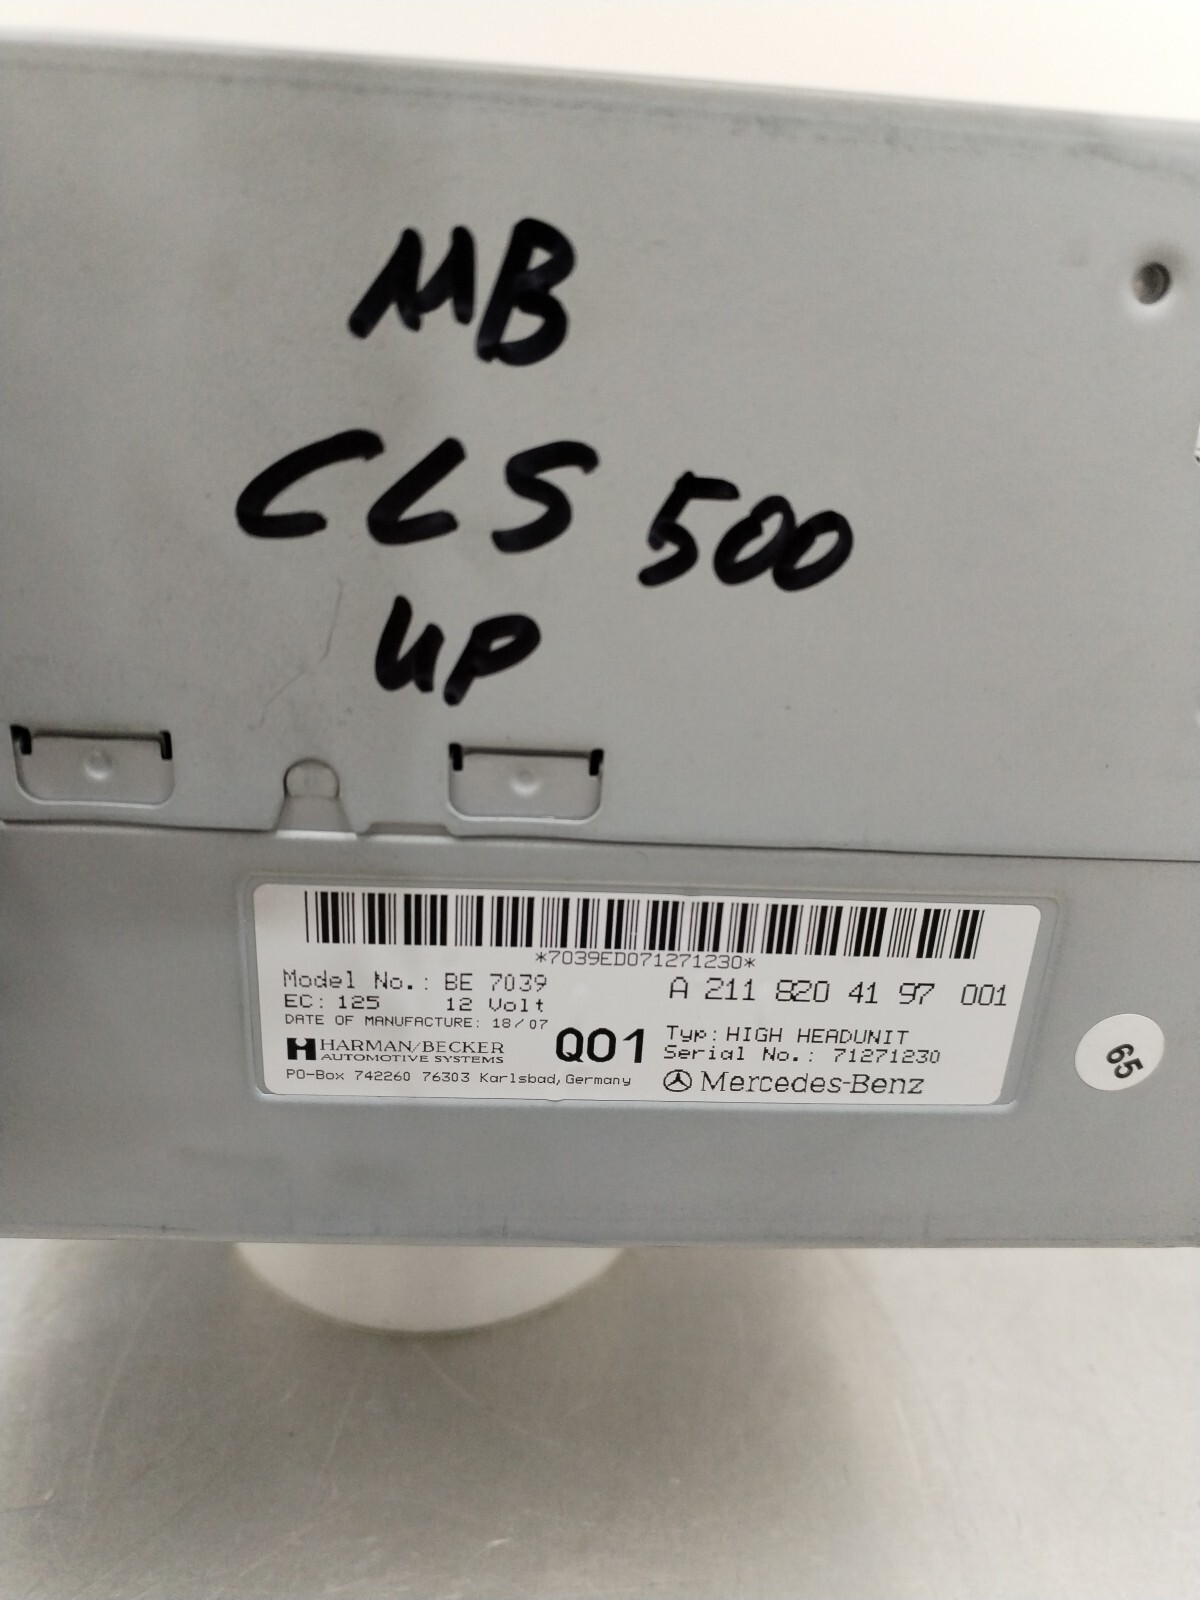 MB
CLS 500
UP
*7039ED071271230*
Model No.: BE 7039
A 211 820 41 97 001
EC: 125 12 Volt
DATE OF MANUFACTURE: 18/07
Q01
Typ: HIGH HEADUNIT
HARMAN/BECKER
AUTOMOTIVE SYSTEMS
Serial No.: 71271230
PO-Box 742260 76303 Karlsbad, Germany
Mercedes-Benz
65